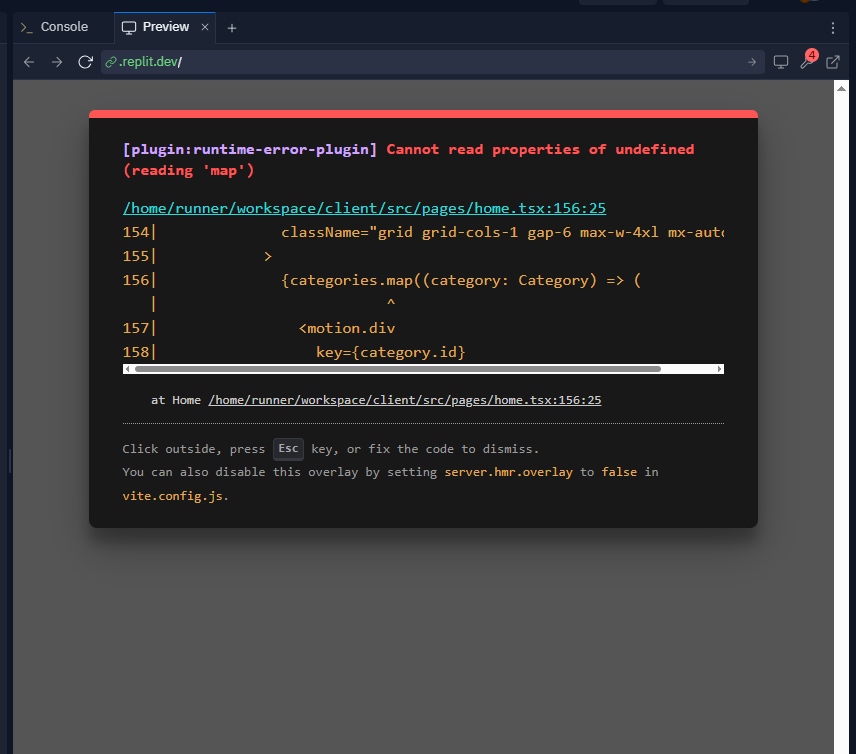 >_ Console
Preview × +
.replit.dev/
4
[plugin:runtime-error-plugin] Cannot read properties of undefined
(reading 'map')
/home/runner/workspace/client/src/pages/home.tsx:156:25
154| className="grid grid-cols-1 gap-6 max-w-4xl mx-auto
155| >
156| {categories.map((category: Category) => (
| ^
157| <motion.div
158| key={category.id}
at Home /home/runner/workspace/client/src/pages/home.tsx:156:25
Click outside, press Esc key, or fix the code to dismiss.
You can also disable this overlay by setting server.hmr.overlay to false in
vite.config.js.